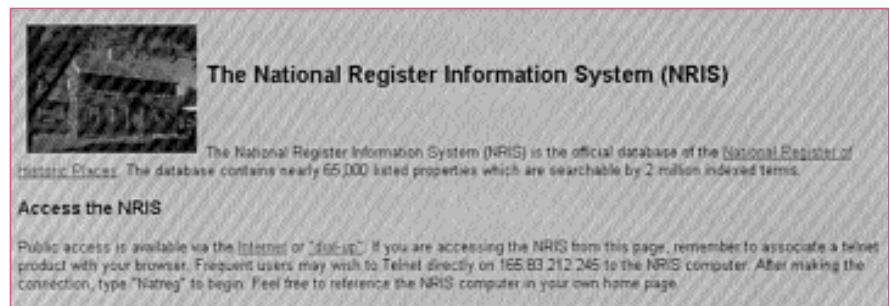 The National Register Information System (NRIS)
The National Register Information System (NRIS) is the official database of the National Register of
Historic Places. The database contains nearly 65,000 listed properties which are searchable by 2 million indexed terms.
Access the NRIS
Public access is available via the Internet or "dial-up". If you are accessing the NRIS from this page, remember to associate a telnet
product with your browser. Frequent users may wish to Telnet directly on 165.83.212.245 to the NRIS computer. After making the
connection, type "Natreg" to begin. Feel free to reference the NRIS computer in your own home page.